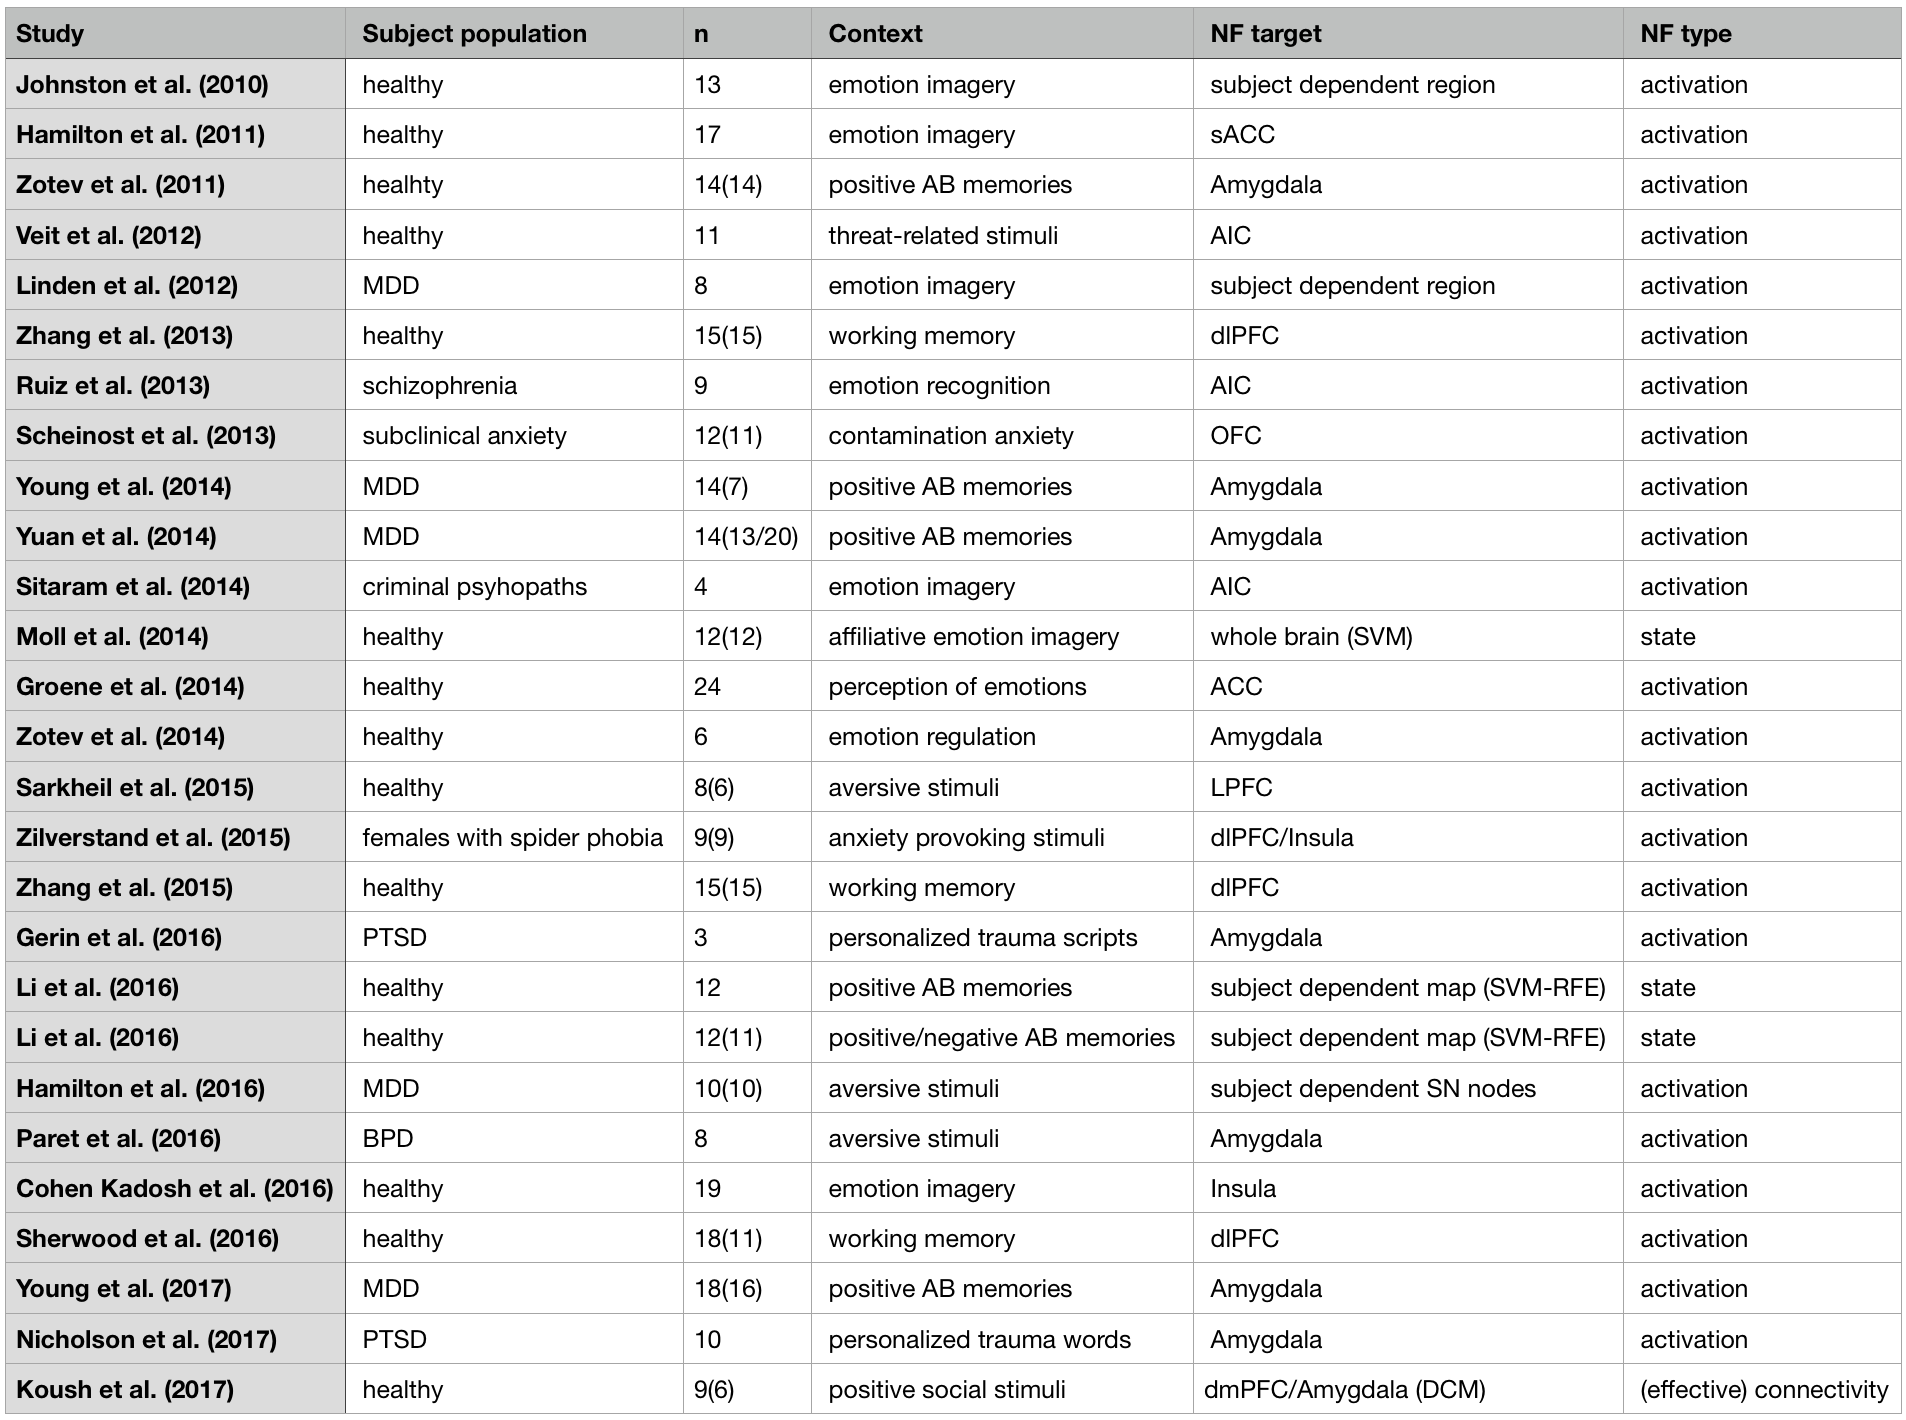 Study Subject population n Context NF target NF type
Johnston et al. (2010) healthy 13 emotion imagery subject dependent region activation
Hamilton et al. (2011) healthy 17 emotion imagery sACC activation
Zotev et al. (2011) healhty 14(14) positive AB memories Amygdala activation
Veit et al. (2012) healthy 11 threat-related stimuli AIC activation
Linden et al. (2012) MDD 8 emotion imagery subject dependent region activation
Zhang et al. (2013) healthy 15(15) working memory dlPFC activation
Ruiz et al. (2013) schizophrenia 9 emotion recognition AIC activation
Scheinost et al. (2013) subclinical anxiety 12(11) contamination anxiety OFC activation
Young et al. (2014) MDD 14(7) positive AB memories Amygdala activation
Yuan et al. (2014) MDD 14(13/20) positive AB memories Amygdala activation
Sitaram et al. (2014) criminal psyhopaths 4 emotion imagery AIC activation
Moll et al. (2014) healthy 12(12) affiliative emotion imagery whole brain (SVM) state
Groene et al. (2014) healthy 24 perception of emotions ACC activation
Zotev et al. (2014) healthy 6 emotion regulation Amygdala activation
Sarkheil et al. (2015) healthy 8(6) aversive stimuli LPFC activation
Zilverstand et al. (2015) females with spider phobia 9(9) anxiety provoking stimuli dlPFC/Insula activation
Zhang et al. (2015) healthy 15(15) working memory dlPFC activation
Gerin et al. (2016) PTSD 3 personalized trauma scripts Amygdala activation
Li et al. (2016) healthy 12 positive AB memories subject dependent map (SVM-RFE) state
Li et al. (2016) healthy 12(11) positive/negative AB memories subject dependent map (SVM-RFE) state
Hamilton et al. (2016) MDD 10(10) aversive stimuli subject dependent SN nodes activation
Paret et al. (2016) BPD 8 aversive stimuli Amygdala activation
Cohen Kadosh et al. (2016) healthy 19 emotion imagery Insula activation
Sherwood et al. (2016) healthy 18(11) working memory dlPFC activation
Young et al. (2017) MDD 18(16) positive AB memories Amygdala activation
Nicholson et al. (2017) PTSD 10 personalized trauma words Amygdala activation
Koush et al. (2017) healthy 9(6) positive social stimuli dmPFC/Amygdala (DCM) (effective) connectivity